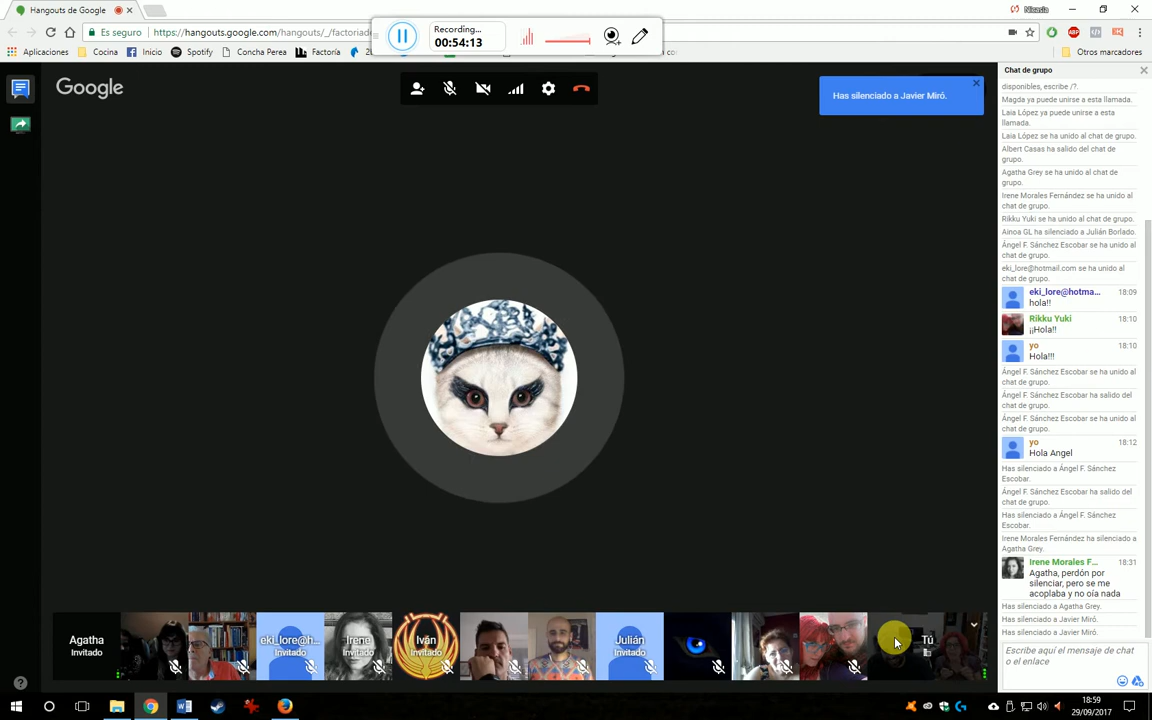 Hangouts de Google
Nisasia
Es seguro
https://hangouts.google.com/hangouts/_/factoriade
Recording...
00:54:13
Aplicaciones
Cocina
Inicio
Spotify
Concha Perea
Factoría
Otros marcadores
Google
Has silenciado a Javier Miró.
Chat de grupo
disponibles, escribe /?.
Magda ya puede unirse a esta llamada.
Laia López ya puede unirse a esta
llamada.
Laia López se ha unido al chat de grupo.
Albert Casas ha salido del chat de
grupo.
Agatha Grey se ha unido al chat de
grupo.
Irene Morales Fernández se ha unido al
chat de grupo.
Rikku Yuki se ha unido al chat de grupo.
Ainoa GL ha silenciado a Julián Borlado.
Ángel F. Sánchez Escobar se ha unido al
chat de grupo.
eki_lore@hotmail.com se ha unido al
chat de grupo.
eki_lore@hotma... 18:09
hola!!
Rikku Yuki 18:10
¡¡Hola!!
yo 18:10
Hola!!!
Ángel F. Sánchez Escobar se ha unido al
chat de grupo.
Ángel F. Sánchez Escobar ha salido del
chat de grupo.
Ángel F. Sánchez Escobar se ha unido al
chat de grupo.
yo 18:12
Hola Angel
Has silenciado a Ángel F. Sánchez
Escobar.
Ángel F. Sánchez Escobar ha salido del
chat de grupo.
Has silenciado a Ángel F. Sánchez
Escobar.
Irene Morales Fernández ha silenciado a
Agatha Grey.
Irene Morales F... 18:31
Agatha, perdón por
silenciar, pero se me
acoplaba y no oía nada
Has silenciado a Agatha Grey.
Has silenciado a Javier Miró.
Has silenciado a Javier Miró.
Escribe aquí el mensaje de chat
o el enlace
Agatha
Invitado
eki_lore@h...
Invitado
Irene
Invitado
Iván
Invitado
Julián
Invitado
Tú
18:59
29/09/2017